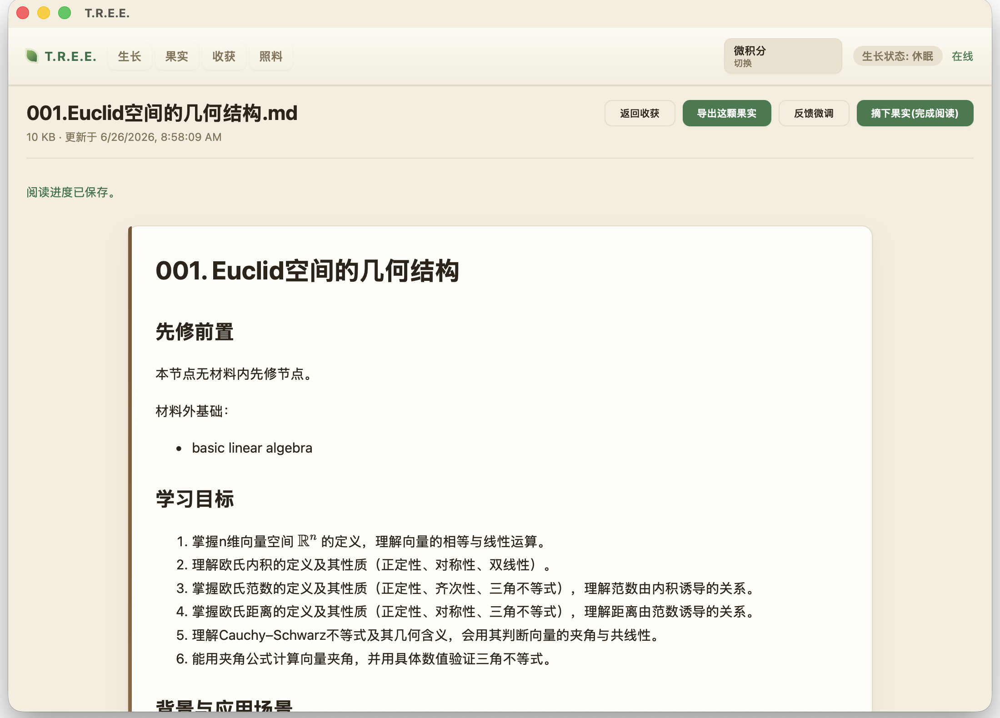 T.R.E.E.
T.R.E.E. 生长 果实 收获 照料 微积分 切换 生长状态: 休眠 在线
001.Euclid空间的几何结构.md
返回收获 导出这颗果实 反馈微调 摘下果实(完成阅读)
10 KB · 更新于 6/26/2026, 8:58:09 AM
阅读进度已保存。
001. Euclid空间的几何结构
先修前置
本节点无材料内先修节点。
材料外基础：
• basic linear algebra
学习目标
1. 掌握n维向量空间 ℝⁿ 的定义，理解向量的相等与线性运算。
2. 理解欧氏内积的定义及其性质（正定性、对称性、双线性）。
3. 掌握欧氏范数的定义及其性质（正定性、齐次性、三角不等式），理解范数由内积诱导的关系。
4. 掌握欧氏距离的定义及其性质（正定性、对称性、三角不等式），理解距离由范数诱导的关系。
5. 理解Cauchy–Schwarz不等式及其几何含义，会用其判断向量的夹角与共线性。
6. 能用夹角公式计算向量夹角，并用具体数值验证三角不等式。
背景与应用场景